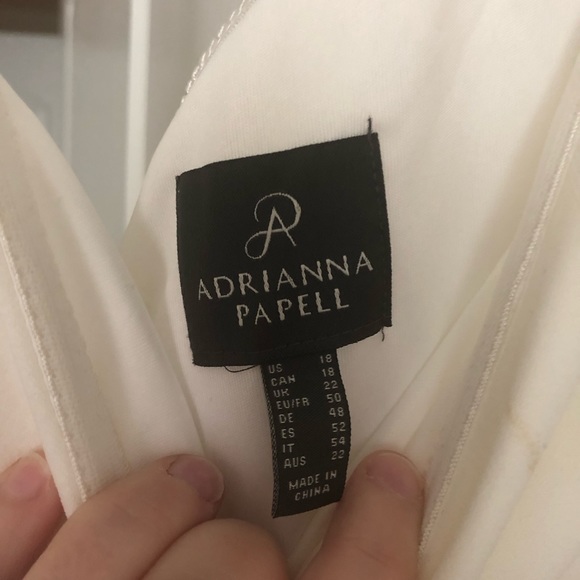 ADRIANNA
PAPELL
US 18
CAN 18
UK 22
EU/FR 50
DE 48
ES 52
IT 54
AUS 22
MADE IN
CHINA